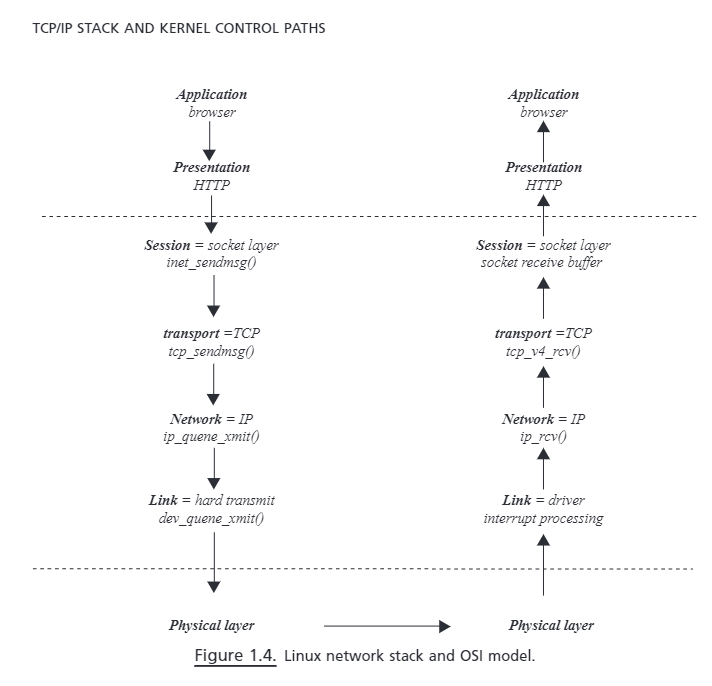 TCP/IP STACK AND KERNEL CONTROL PATHS
Application
browser
Presentation
HTTP
Session = socket layer
inet_sendmsg()
transport =TCP
tcp_sendmsg()
Network = IP
ip_quene_xmit()
Link = hard transmit
dev_quene_xmit()
Physical layer
Application
browser
Presentation
HTTP
Session = socket layer
socket receive buffer
transport =TCP
tcp_v4_rcv()
Network = IP
ip_rcv()
Link = driver
interrupt processing
Physical layer
Figure 1.4. Linux network stack and OSI model.